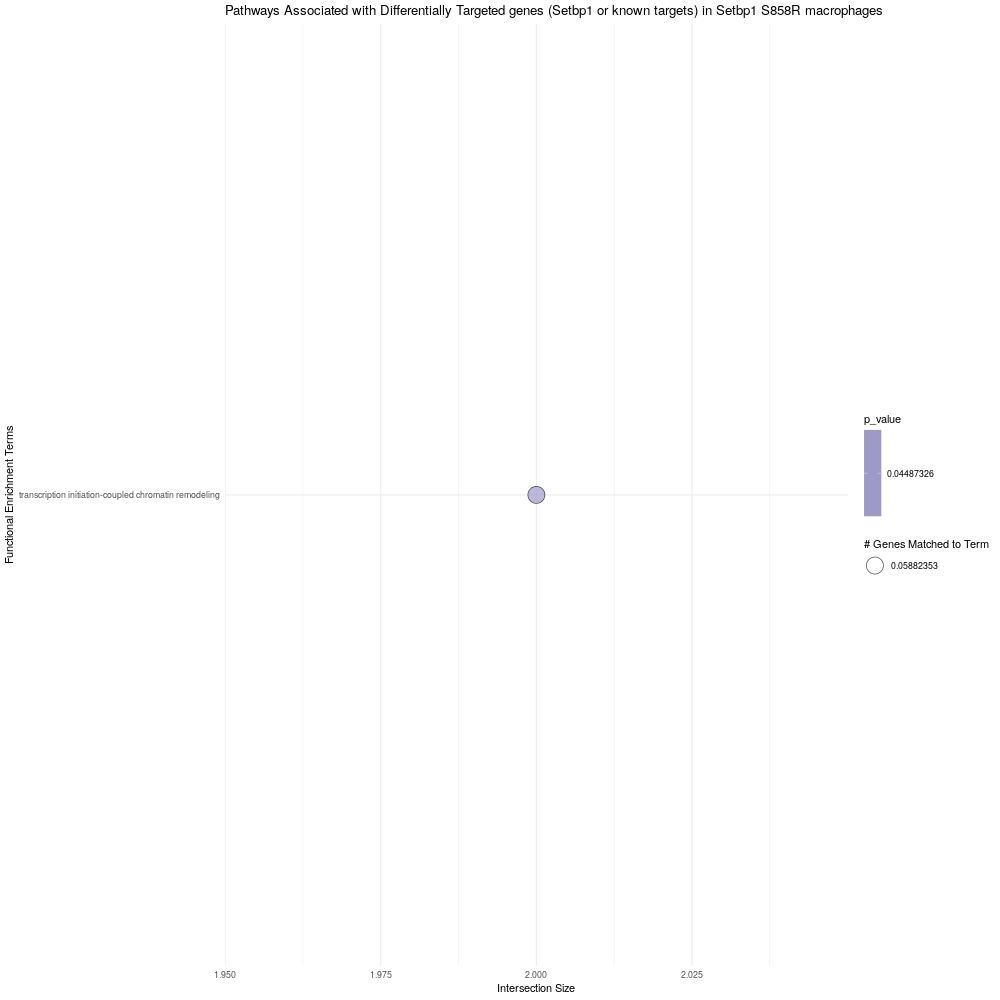 Pathways Associated with Differentially Targeted genes (Setbp1 or known targets) in Setbp1 S858R macrophages
Functional Enrichment Terms
transcription initiation-coupled chromatin remodeling
p_value
0.04487326
# Genes Matched to Term
0.05882353
1.950
1.975
2.000
2.025
Intersection Size